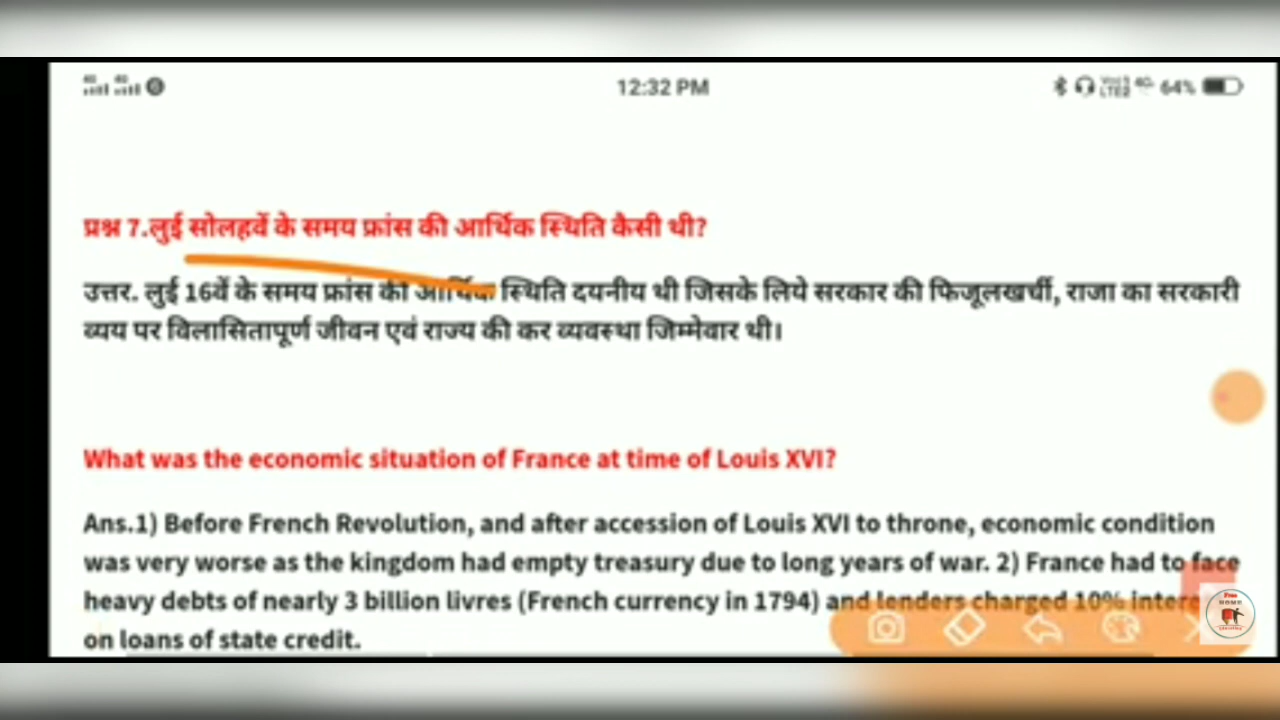 12:32 PM
64%
प्रश्न 7.लुई सोलहवें के समय फ्रांस की आर्थिक स्थिति कैसी थी?
उत्तर. लुई 16वें के समय फ्रांस की आर्थिक स्थिति दयनीय थी जिसके लिये सरकार की फिजूलखर्ची, राजा का सरकारी
व्यय पर विलासितापूर्ण जीवन एवं राज्य की कर व्यवस्था जिम्मेवार थी।
What was the economic situation of France at time of Louis XVI?
Ans.1) Before French Revolution, and after accession of Louis XVI to throne, economic condition
was very worse as the kingdom had empty treasury due to long years of war. 2) France had to face
heavy debts of nearly 3 billion livres (French currency in 1794) and lenders charged 10%
on loans of state credit.